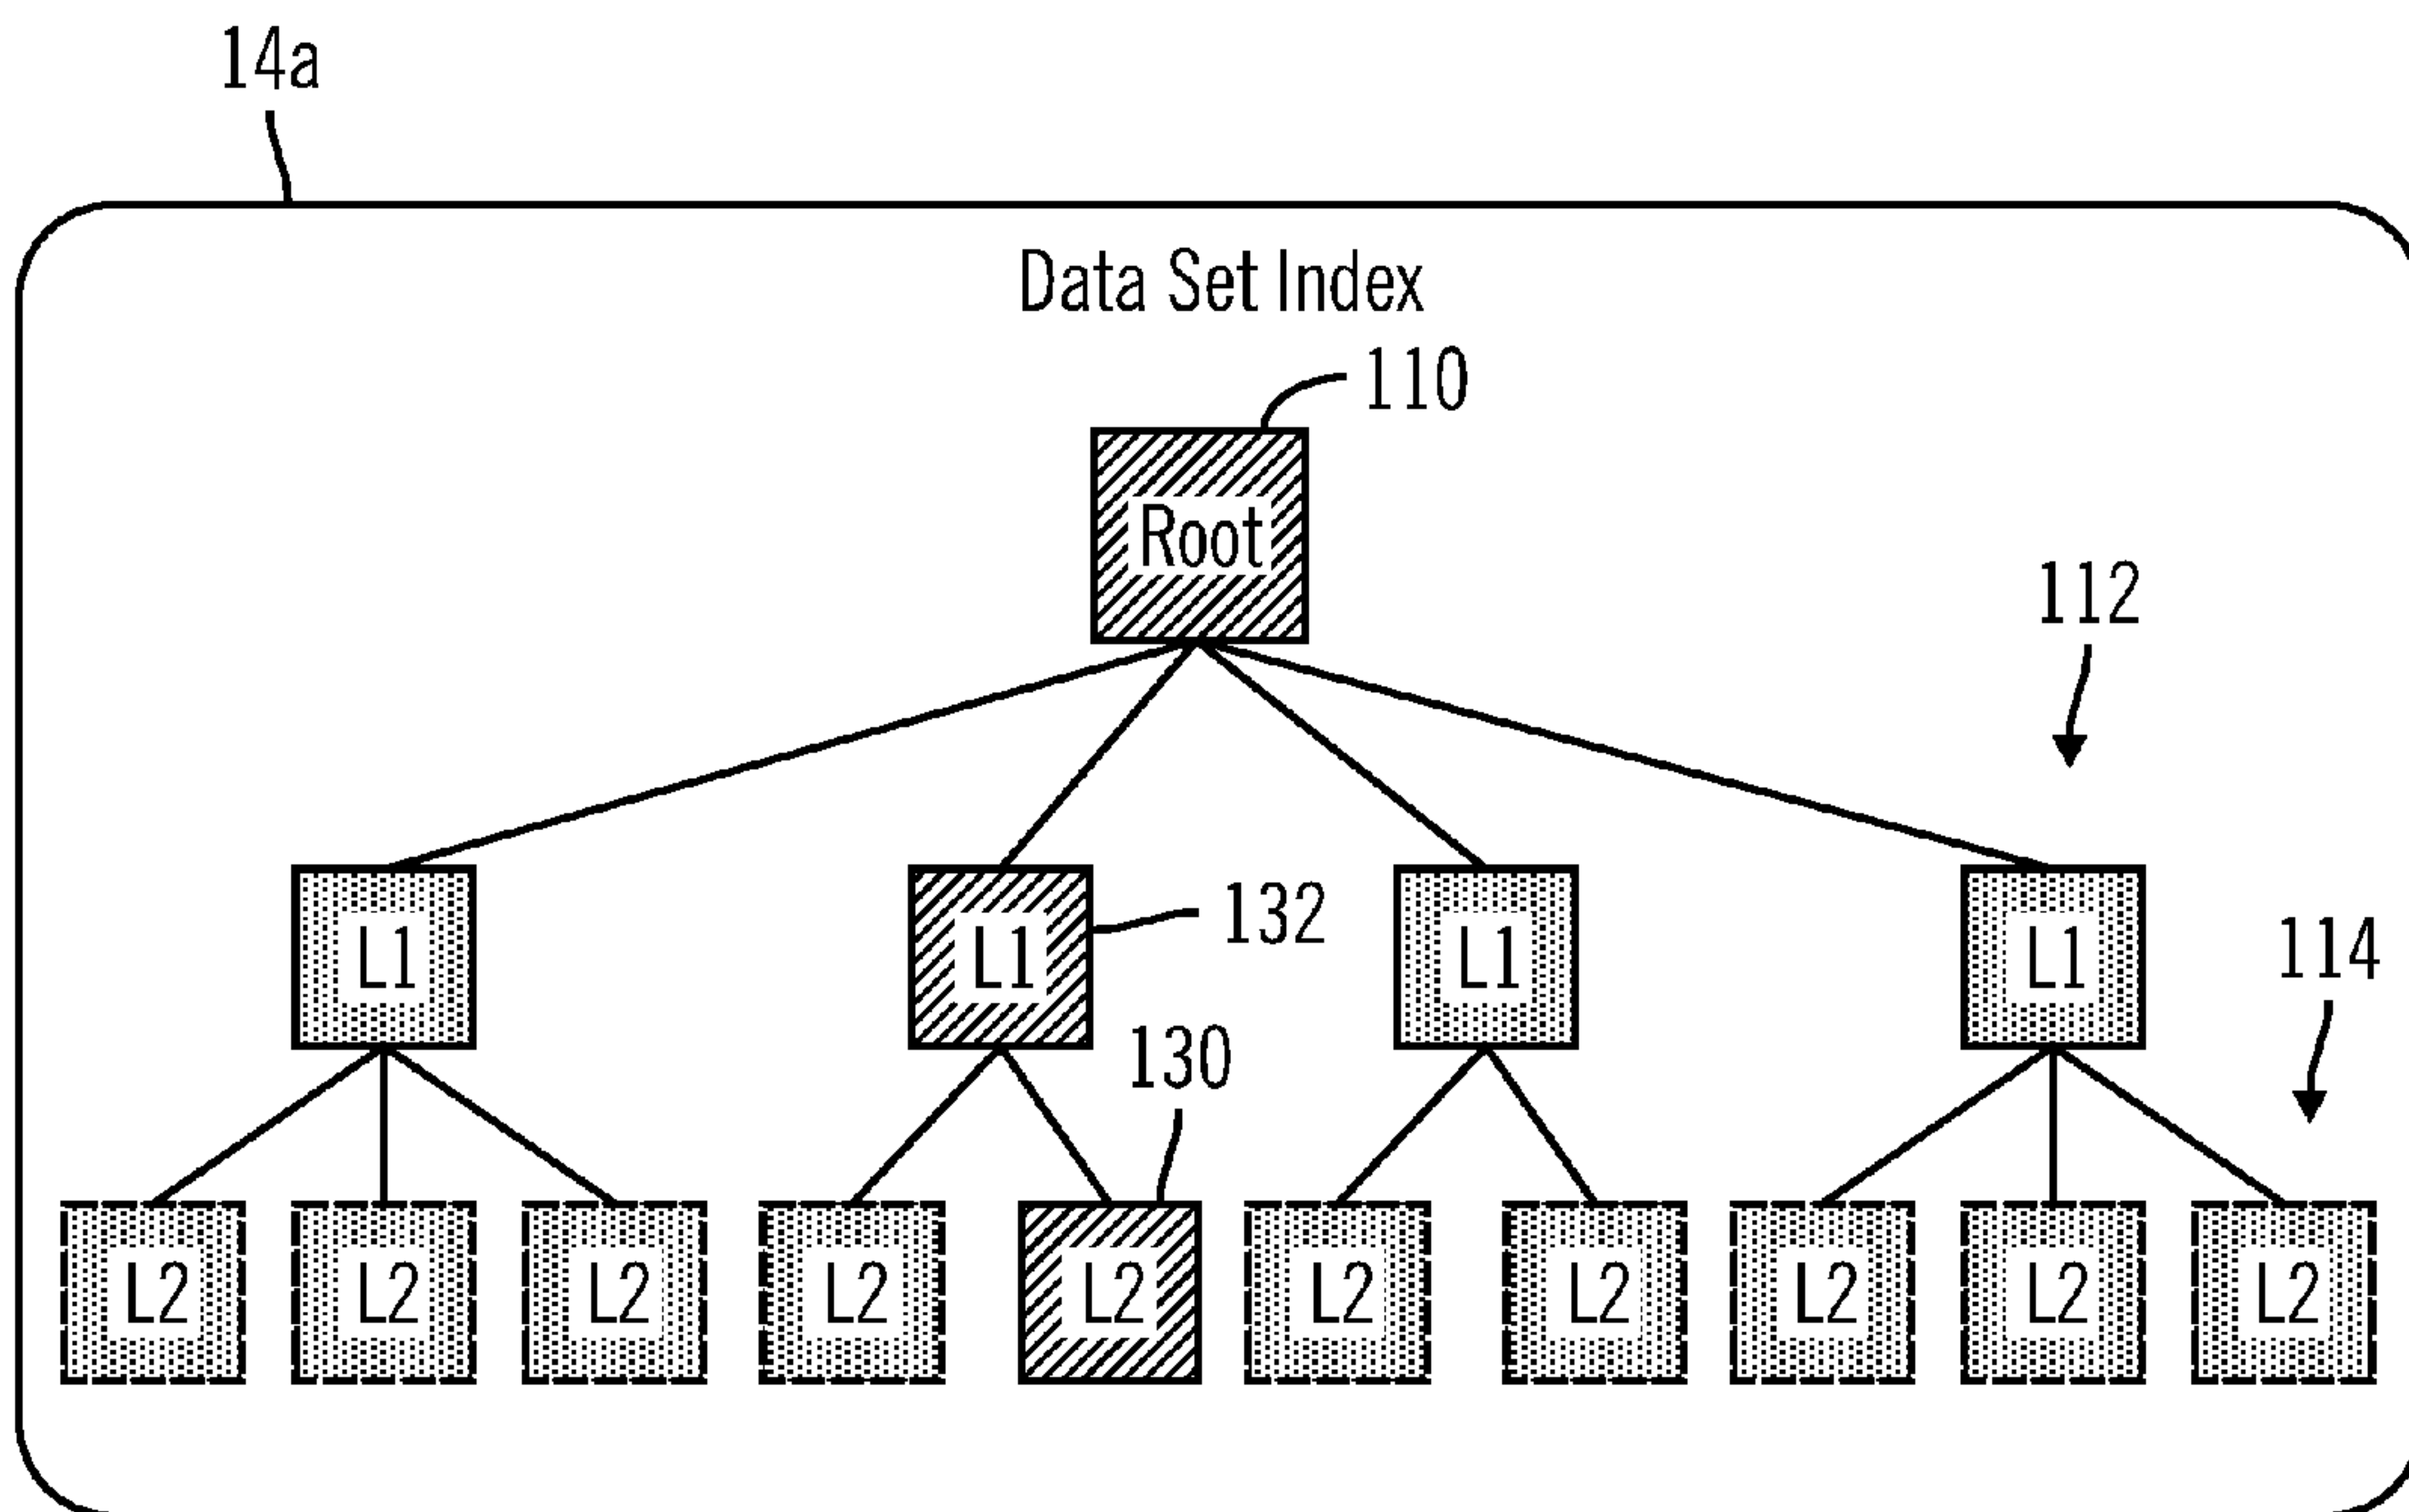 14a
Data Set Index
110
Root
112
L1 L1 132 L1 L1
114
130
L2 L2 L2 L2 L2 L2 L2 L2 L2 L2